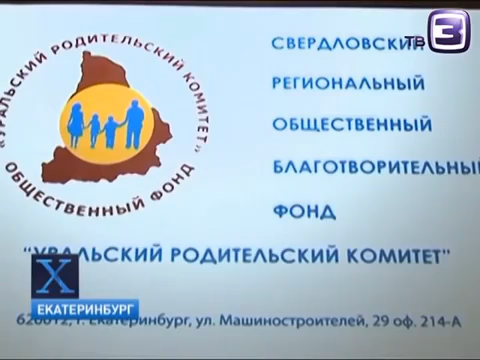 «УРАЛЬСКИЙ РОДИТЕЛЬСКИЙ КОМИТЕТ»
ОБЩЕСТВЕННЫЙ ФОНД
ТВ 3
СВЕРДЛОВСКИЙ
РЕГИОНАЛЬНЫЙ
ОБЩЕСТВЕННЫЙ
БЛАГОТВОРИТЕЛЬНЫЙ
ФОНД
"УРАЛЬСКИЙ РОДИТЕЛЬСКИЙ КОМИТЕТ"
X
ЕКАТЕРИНБУРГ
620012, г. Екатеринбург, ул. Машиностроителей, 29 оф. 214-А